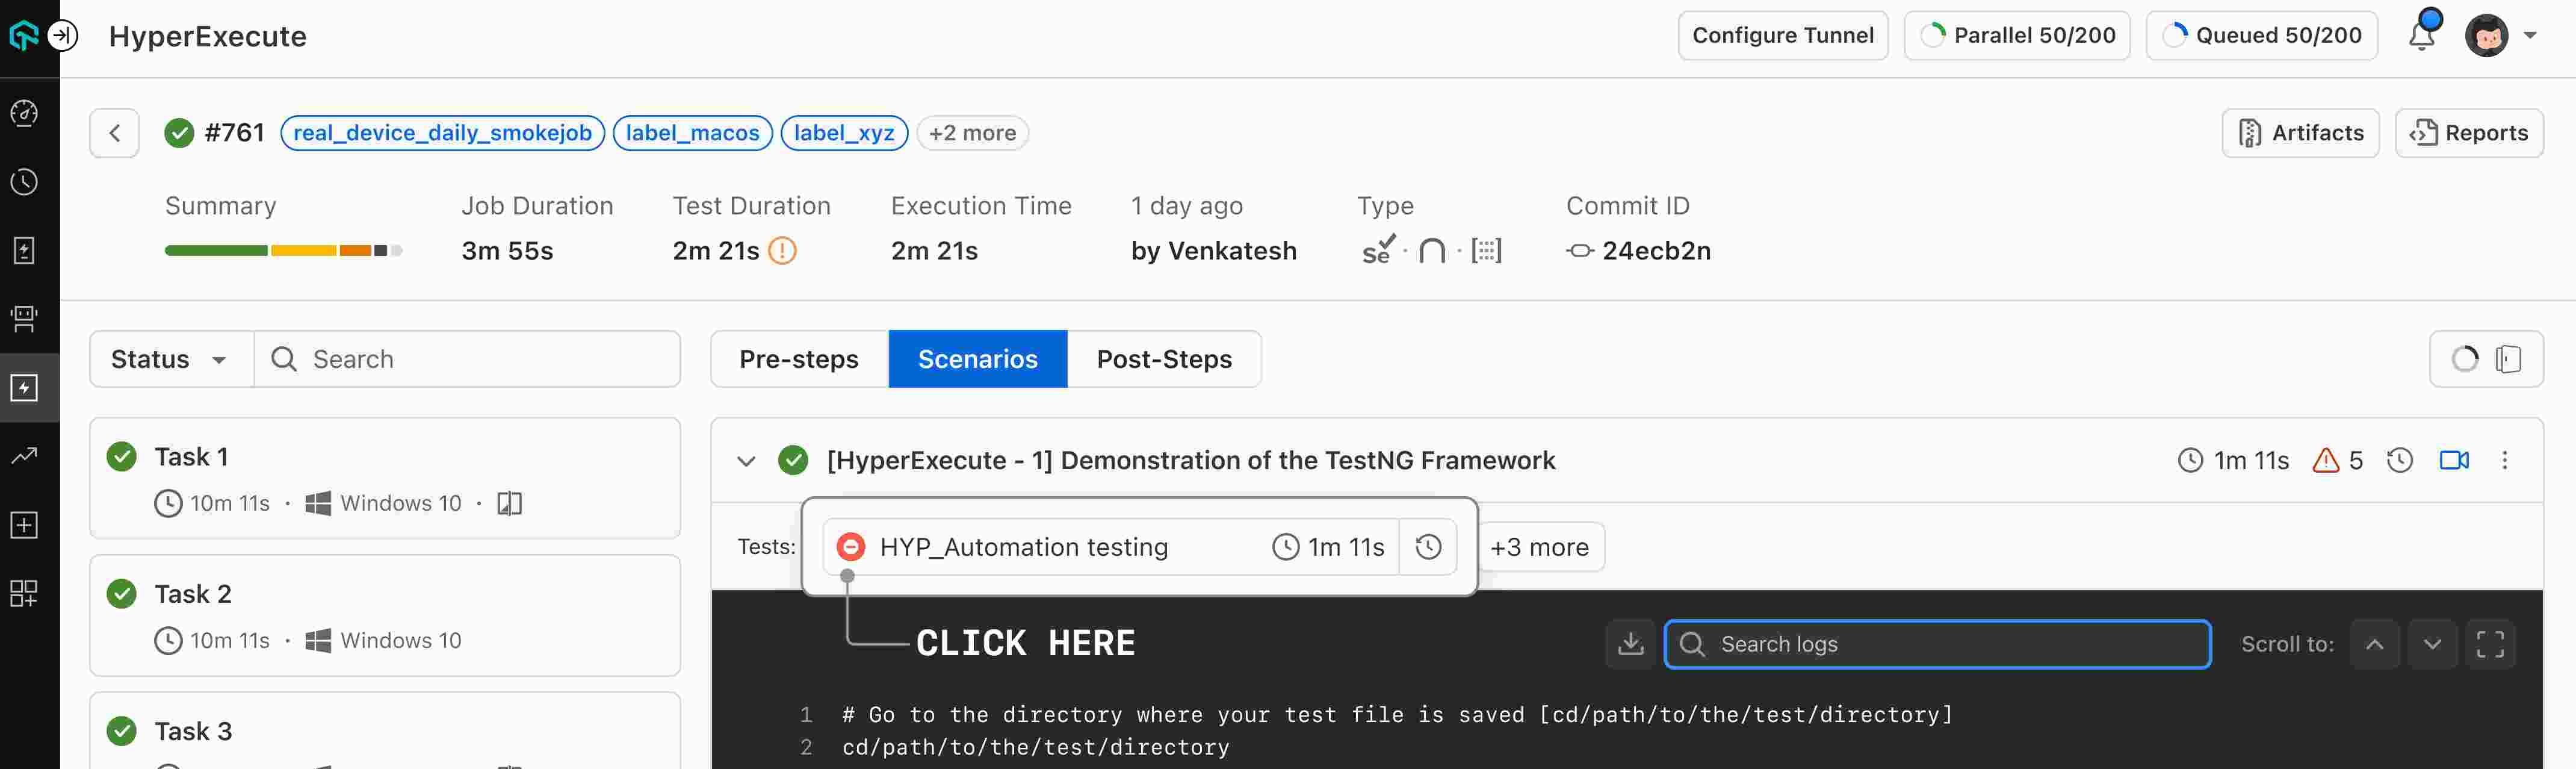 HyperExecute
Configure Tunnel
Parallel 50/200
Queued 50/200
#761
real_device_daily_smokejob
label_macos
label_xyz
+2 more
Artifacts
Reports
Summary
Job Duration
3m 55s
Test Duration
2m 21s
Execution Time
2m 21s
1 day ago
by Venkatesh
Type
se
Commit ID
24ecb2n
Status
Search
Pre-steps
Scenarios
Post-Steps
Task 1
10m 11s · Windows 10 ·
Task 2
10m 11s · Windows 10
Task 3
[HyperExecute - 1] Demonstration of the TestNG Framework
1m 11s
5
Tests:
HYP_Automation testing
1m 11s
+3 more
CLICK HERE
Search logs
Scroll to:
1 # Go to the directory where your test file is saved [cd/path/to/the/test/directory]
2 cd/path/to/the/test/directory